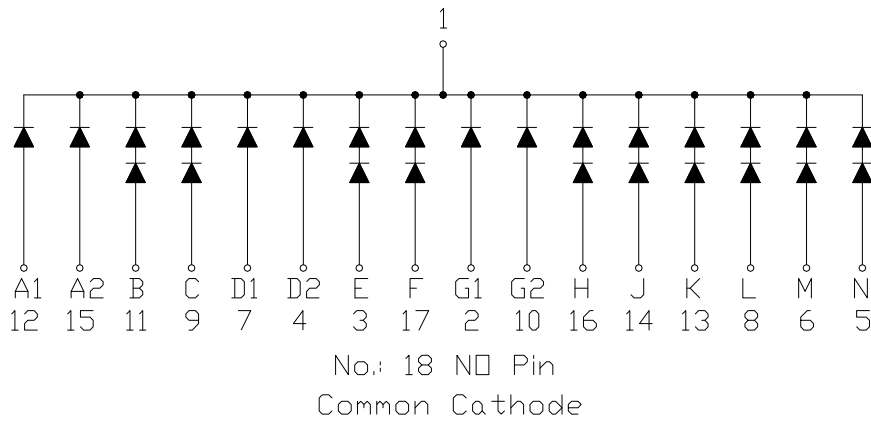 1
A1 A2 B C D1 D2 E F G1 G2 H J K L M N
12 15 11 9 7 4 3 17 2 10 16 14 13 8 6 5
No.: 18 NO Pin
Common Cathode